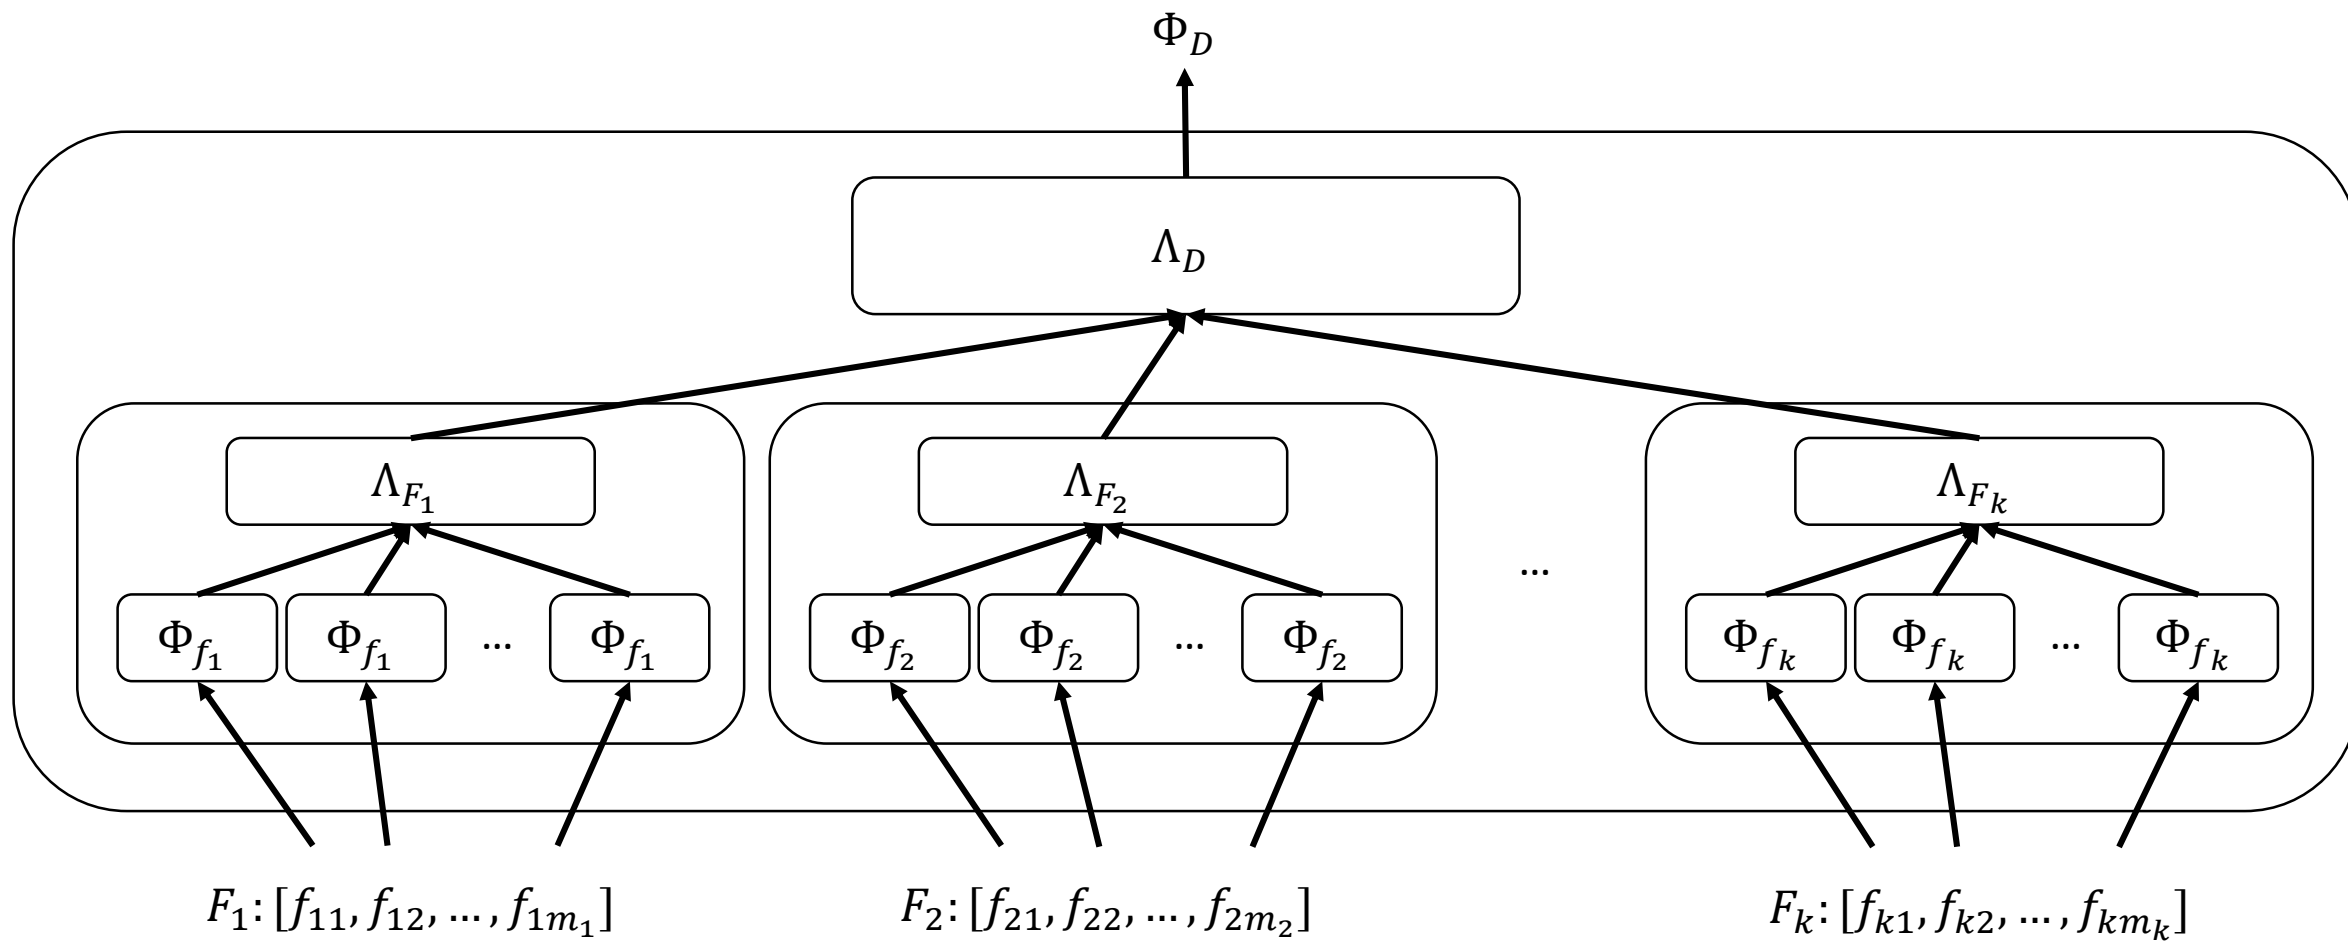 Φ_D
Λ_D
Λ_{F_1} Λ_{F_2} Λ_{F_k}
...
Φ_{f_1} Φ_{f_1} ... Φ_{f_1} Φ_{f_2} Φ_{f_2} ... Φ_{f_2} Φ_{f_k} Φ_{f_k} ... Φ_{f_k}
F_1: [f_{11}, f_{12}, ..., f_{1m_1}] F_2: [f_{21}, f_{22}, ..., f_{2m_2}] F_k: [f_{k1}, f_{k2}, ..., f_{km_k}]